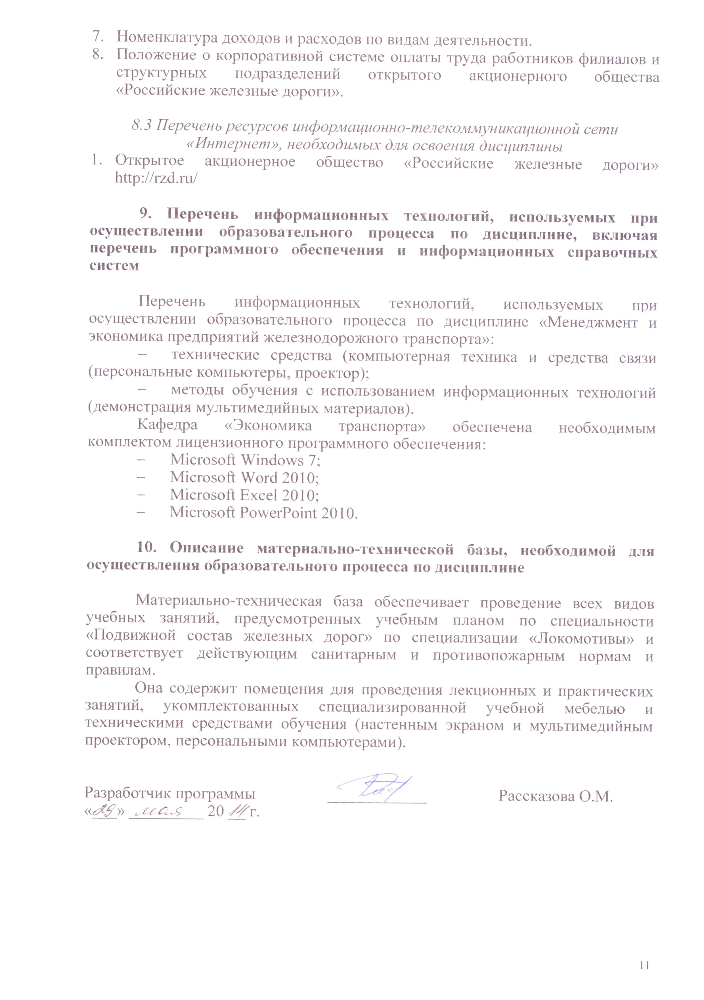 7. Номенклатура доходов и расходов по видам деятельности.
8. Положение о корпоративной системе оплаты труда работников филиалов и
структурных подразделений открытого акционерного общества
«Российские железные дороги».
8.3 Перечень ресурсов информационно-телекоммуникационной сети
«Интернет», необходимых для освоения дисциплины
1. Открытое акционерное общество «Российские железные дороги»
http://rzd.ru/
9. Перечень информационных технологий, используемых при
осуществлении образовательного процесса по дисциплине, включая
перечень программного обеспечения и информационных справочных
систем
Перечень информационных технологий, используемых при
осуществлении образовательного процесса по дисциплине «Менеджмент и
экономика предприятий железнодорожного транспорта»:
– технические средства (компьютерная техника и средства связи
(персональные компьютеры, проектор);
– методы обучения с использованием информационных технологий
(демонстрация мультимедийных материалов).
Кафедра «Экономика транспорта» обеспечена необходимым
комплектом лицензионного программного обеспечения:
– Microsoft Windows 7;
– Microsoft Word 2010;
– Microsoft Excel 2010;
– Microsoft PowerPoint 2010.
10. Описание материально-технической базы, необходимой для
осуществления образовательного процесса по дисциплине
Материально-техническая база обеспечивает проведение всех видов
учебных занятий, предусмотренных учебным планом по специальности
«Подвижной состав железных дорог» по специализации «Локомотивы» и
соответствует действующим санитарным и противопожарным нормам и
правилам.
Она содержит помещения для проведения лекционных и практических
занятий, укомплектованных специализированной учебной мебелью и
техническими средствами обучения (настенным экраном и мультимедийным
проектором, персональными компьютерами).
Разработчик программы Рассказова О.М.
«29» мая 20 14 г.
11